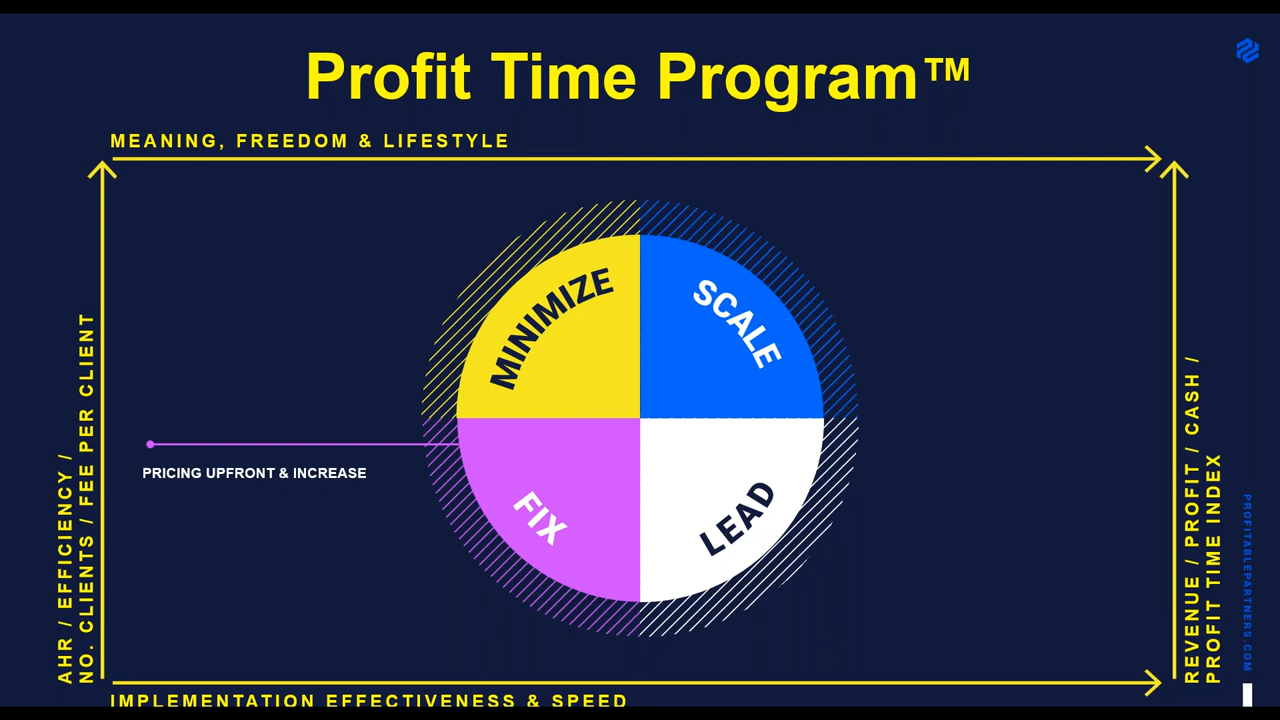 Profit Time Program™
MEANING, FREEDOM & LIFESTYLE
AHR / EFFICIENCY /
NO. CLIENTS / FEE PER CLIENT
MINIMIZE
SCALE
PRICING UPFRONT & INCREASE
FIX
LEAD
REVENUE / PROFIT / CASH /
PROFIT TIME INDEX
PROFITABLEPARTNERS.COM
IMPLEMENTATION EFFECTIVENESS & SPEED